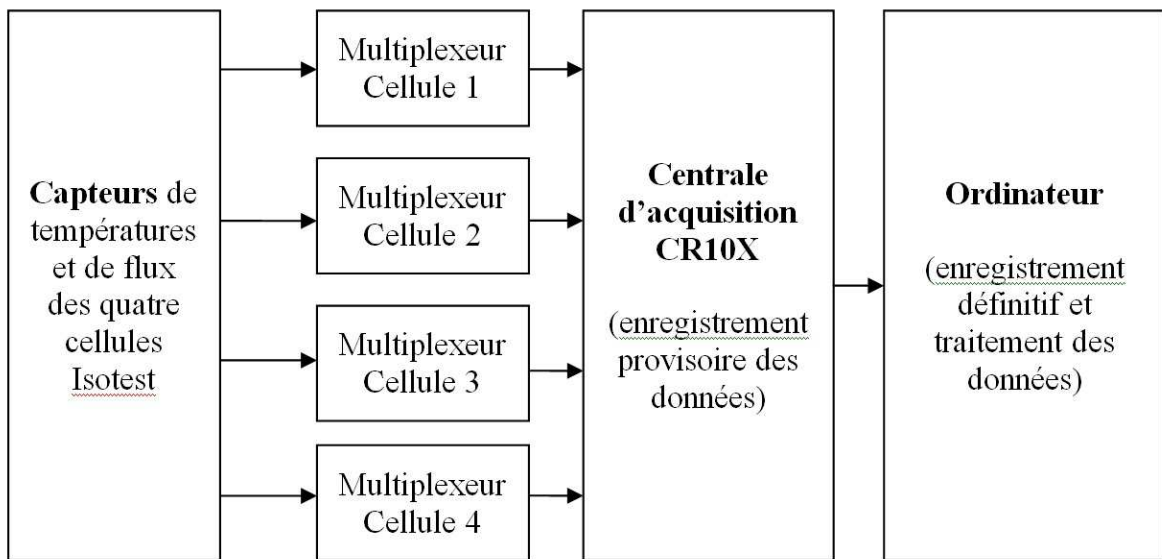 Capteurs de
températures
et de flux
des quatre
cellules
Isotest
Multiplexeur
Cellule 1
Multiplexeur
Cellule 2
Multiplexeur
Cellule 3
Multiplexeur
Cellule 4
Centrale
d'acquisition
CR10X
(enregistrement
provisoire des
données)
Ordinateur
(enregistrement
définitif et
traitement des
données)